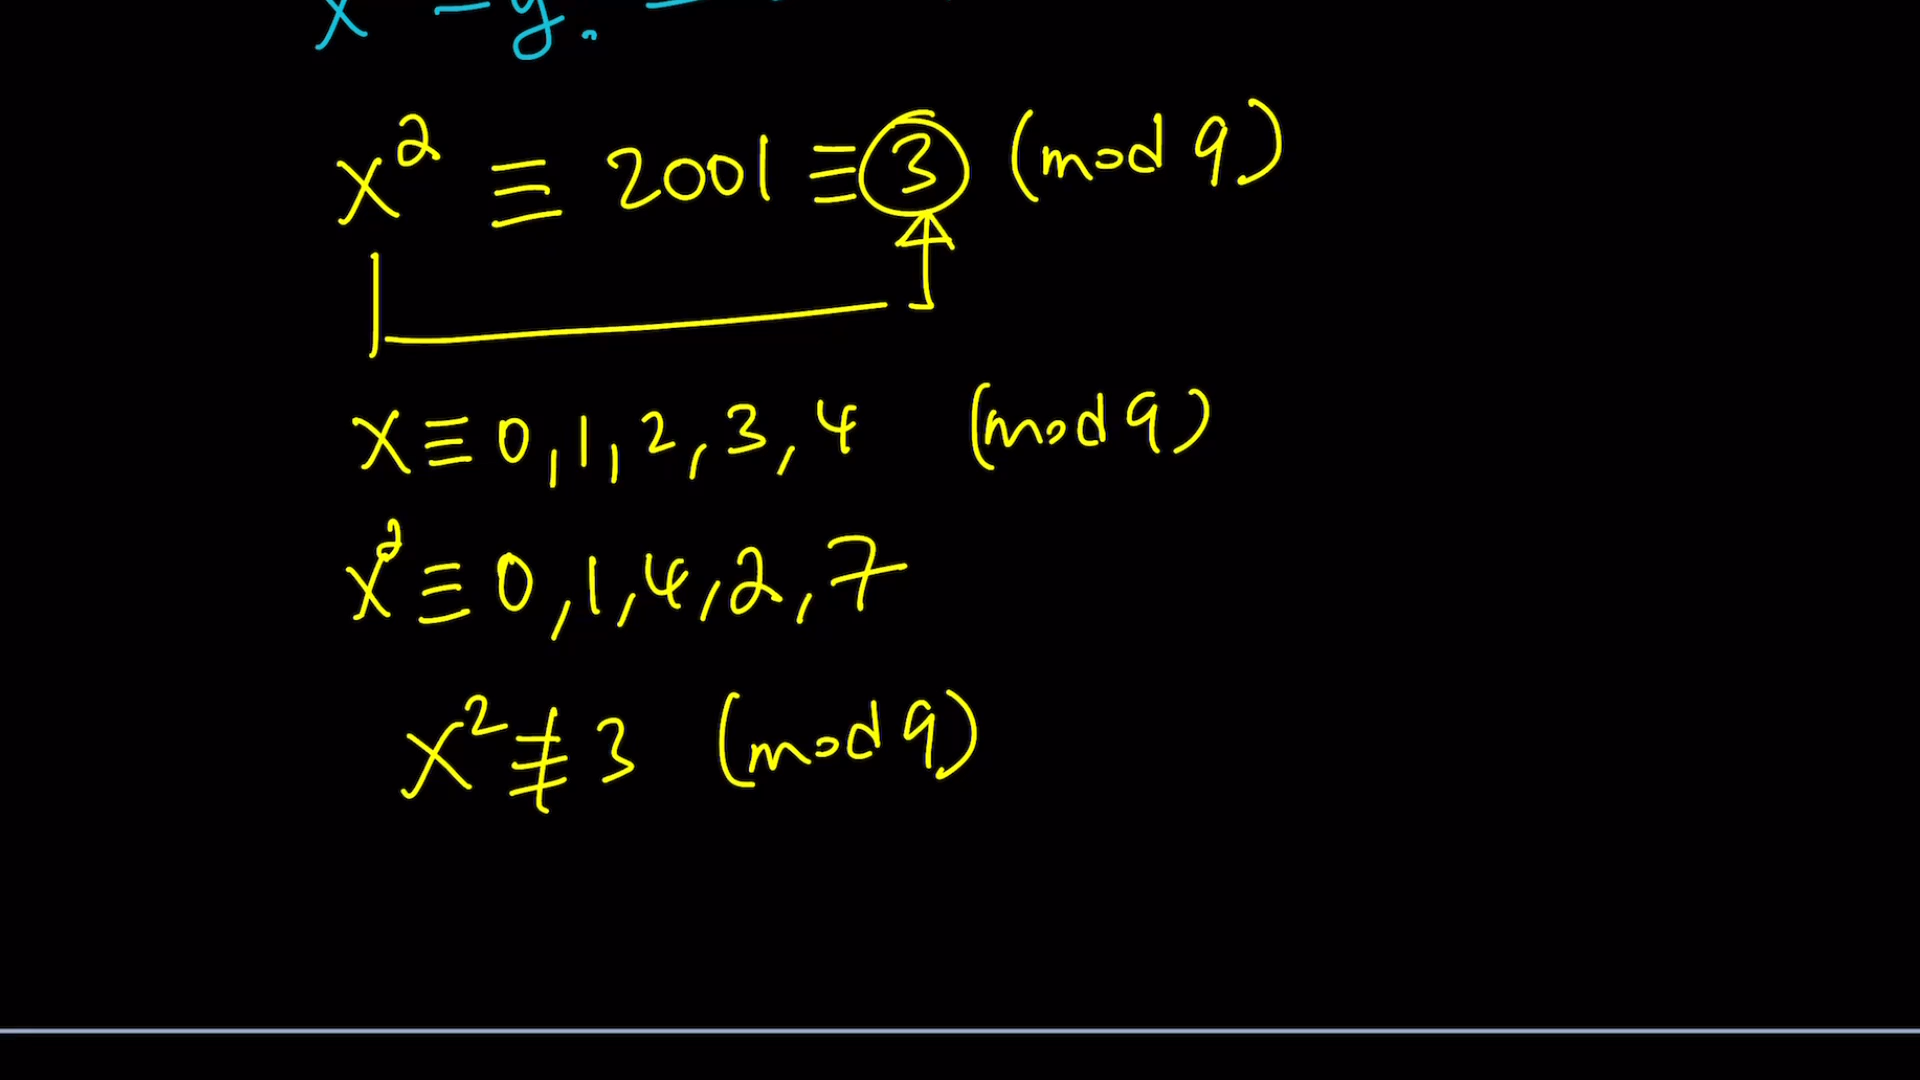 x² ≡ 2001 ≡ 3 (mod 9)
x ≡ 0, 1, 2, 3, 4 (mod 9)
x² ≡ 0, 1, 4, 2, 7
x² ≢ 3 (mod 9)